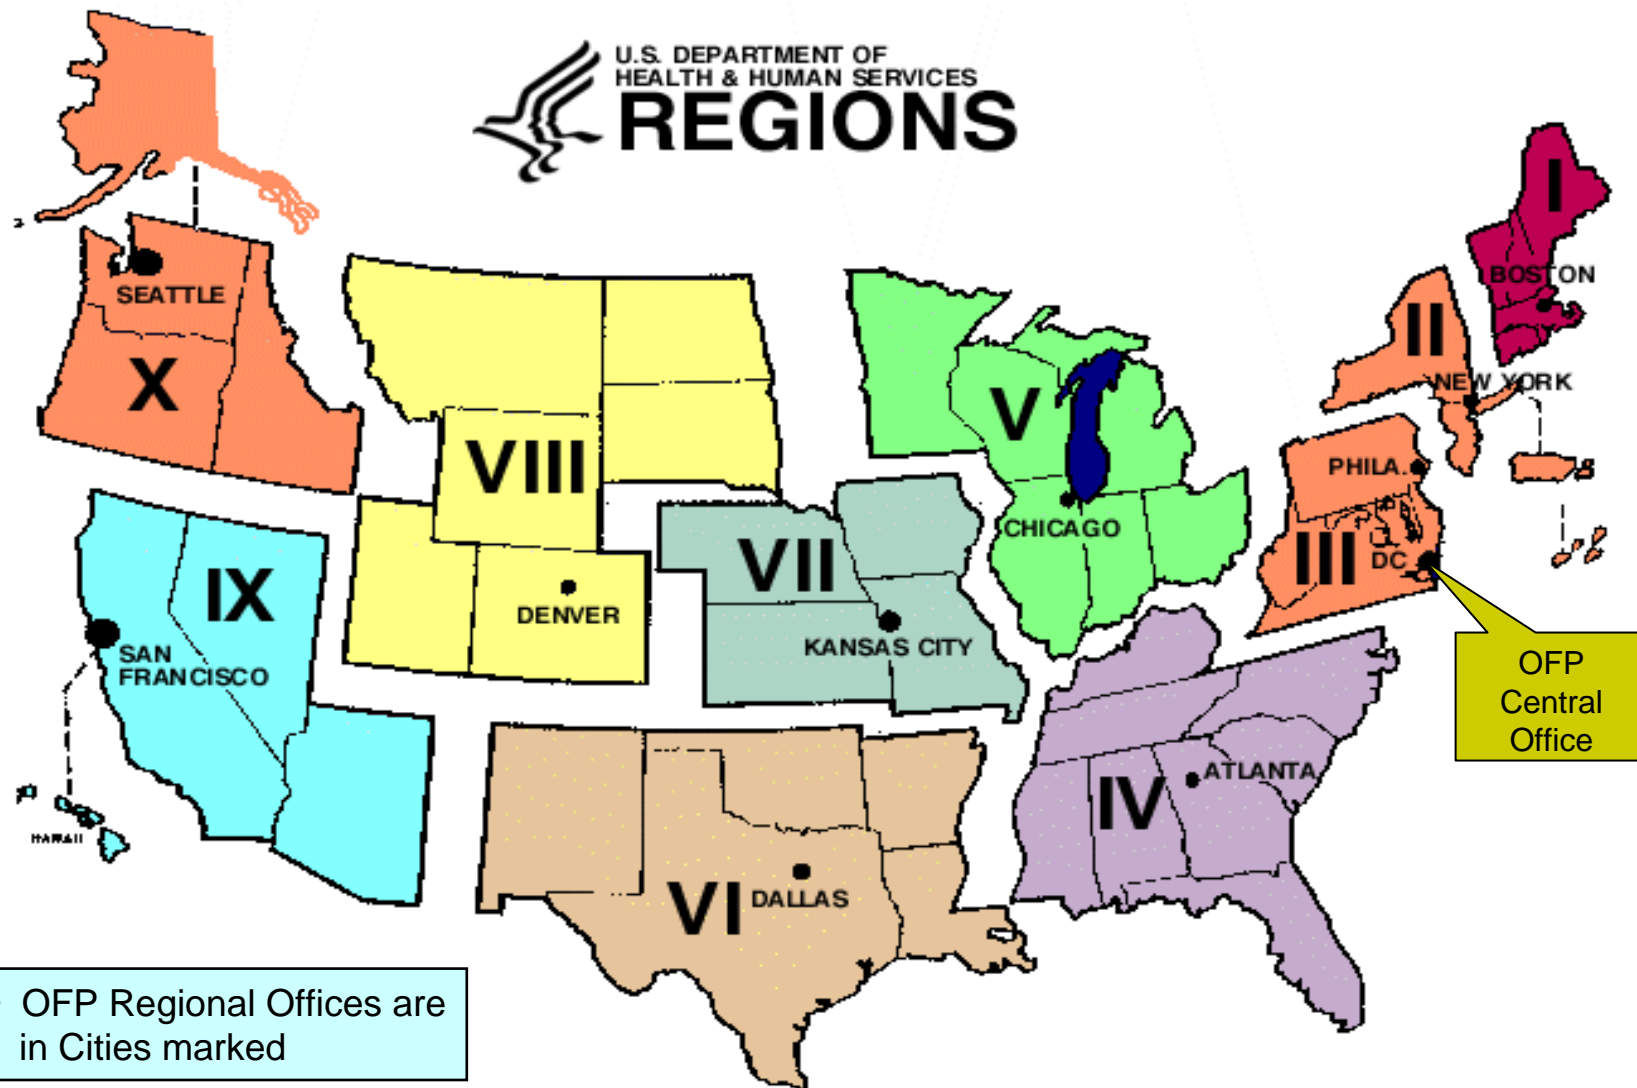 U.S. DEPARTMENT OF
HEALTH & HUMAN SERVICES
REGIONS
I
BOSTON
II
NEW YORK
SEATTLE
X
VIII
V
PHILA.
CHICAGO
III
DC
VII
IX
DENVER
KANSAS CITY
SAN
FRANCISCO
OFP
Central
Office
ATLANTA
IV
HAWAII
VI
DALLAS
OFP Regional Offices are
in Cities marked